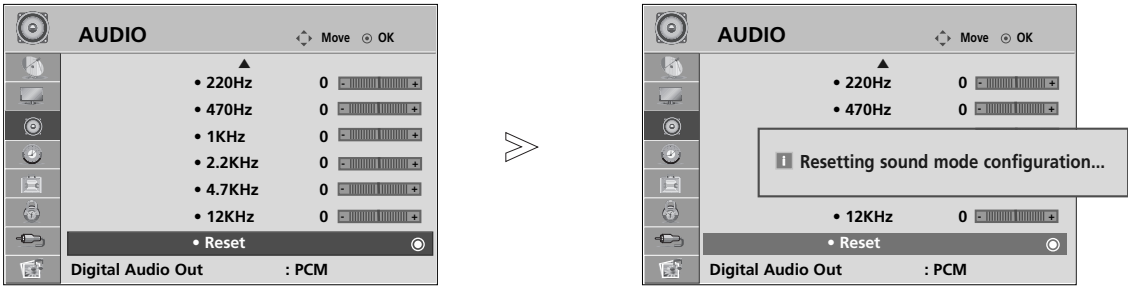 AUDIO
Move
OK
• 220Hz 0 - +
• 470Hz 0 - +
• 1KHz 0 - +
• 2.2KHz 0 - +
• 4.7KHz 0 - +
• 12KHz 0 - +
• Reset
Digital Audio Out : PCM
AUDIO
Move
OK
• 220Hz 0 - +
• 470Hz 0 - +
i Resetting sound mode configuration...
• 12KHz 0 - +
• Reset
Digital Audio Out : PCM